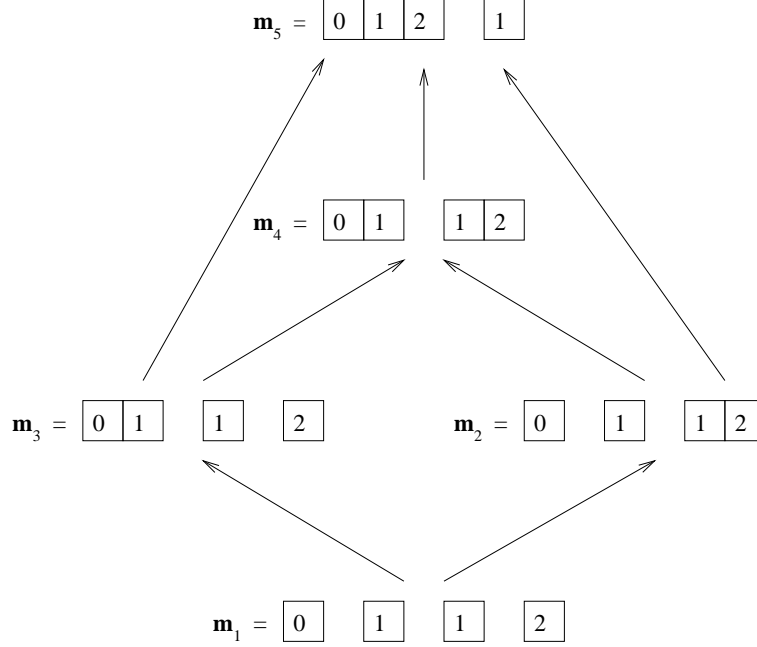 m₅ = 0 1 2 1
m₄ = 0 1 1 2
m₃ = 0 1 1 2
m₂ = 0 1 1 2
m₁ = 0 1 1 2